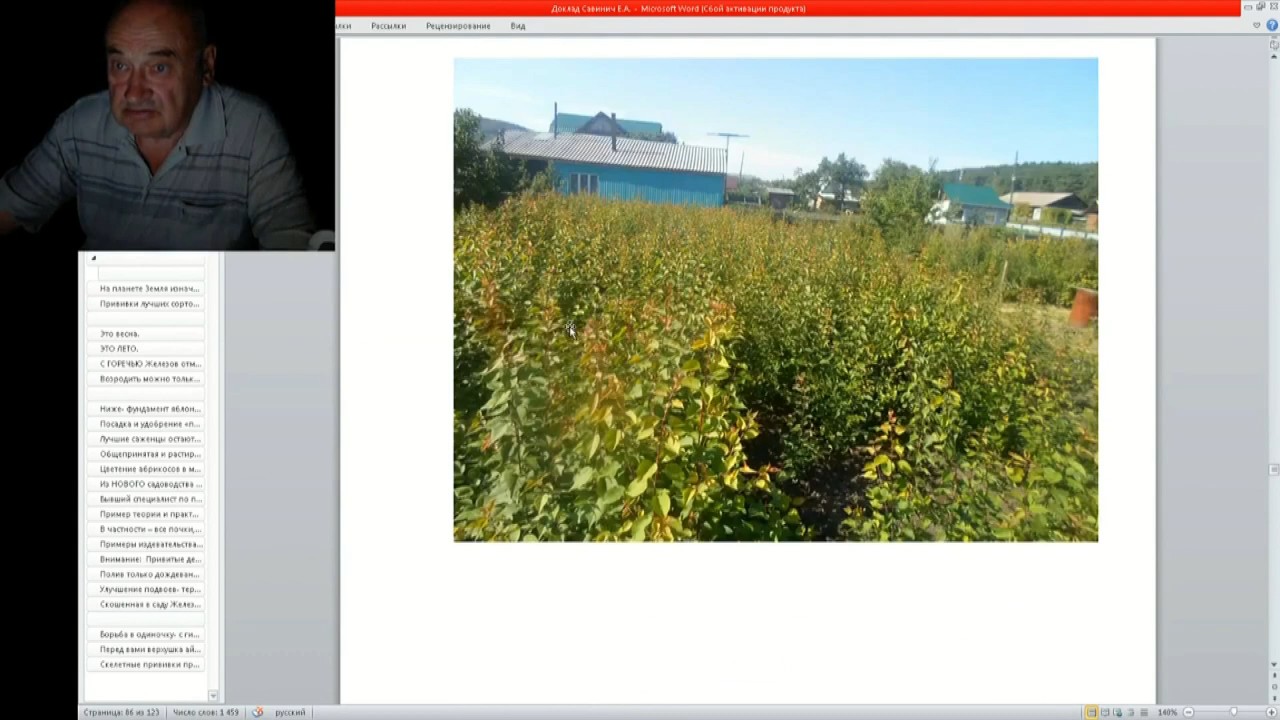 Доклад Савинич Е.А. - Microsoft Word (Сбой активации продукта)
лки Рассылки Рецензирование Вид
На планете Земля изнач...
Прививки лучших сорто...
Это весна.
ЭТО ЛЕТО.
С ГОРЕЧЬЮ Железов отм...
Возродить можно тольк...
Ниже- фундамент яблон...
Посадка и удобрение «п...
Лучшие саженцы остают...
Общепринятая и растир...
Цветение абрикосов в м...
Из НОВОГО садоводства ...
Бывший специалист по п...
Пример теории и практ...
В частности – все почки,...
Примеры издевательства...
Внимание: Привитые де...
Полив только дождеван...
Улучшение подвоев- тер...
Скошенная в саду Желез...
Борьба в одиночку- с ги...
Перед вами верхушка ай...
Скелетные прививки пр...
Страница: 86 из 123 Число слов: 1 459 русский 140%